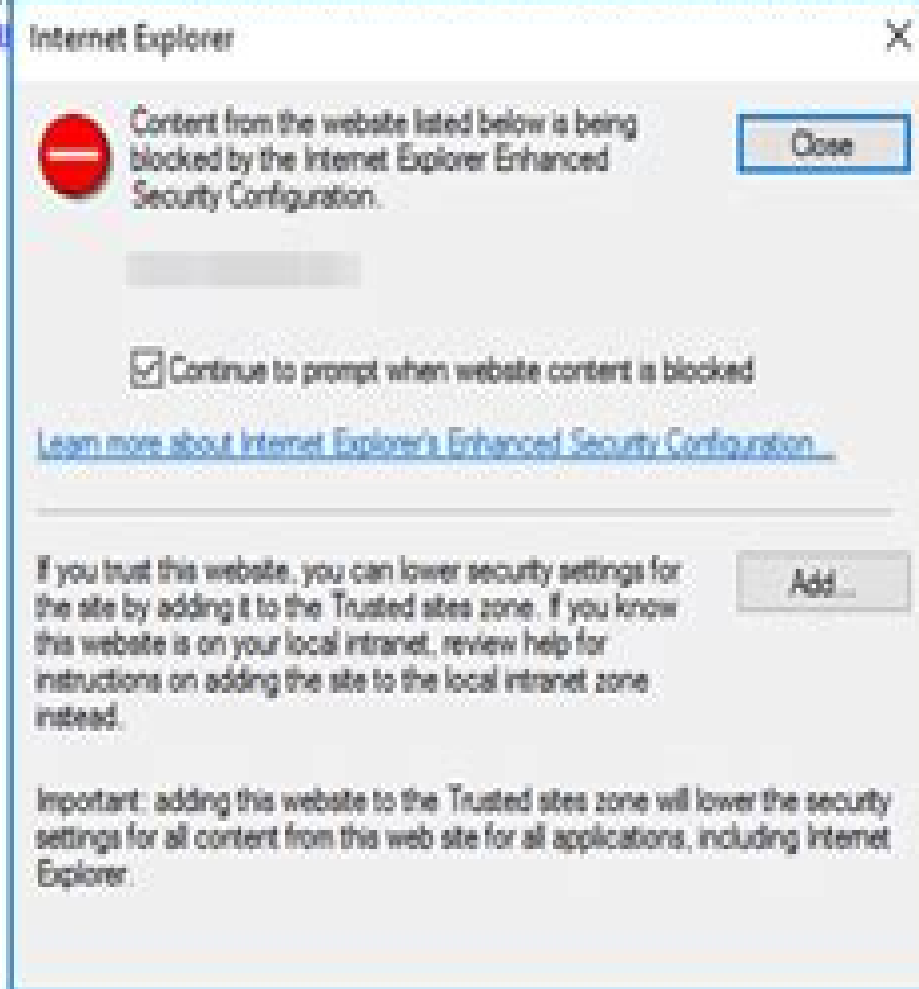 Internet Explorer
Content from the website listed below is being
blocked by the Internet Explorer Enhanced
Security Configuration.
Close
Continue to prompt when website content is blocked
Learn more about Internet Explorer's Enhanced Security Configuration...
If you trust this website, you can lower security settings for
the site by adding it to the Trusted sites zone. If you know
this website is on your local intranet, review help for
instructions on adding the site to the local intranet zone
instead.
Add...
Important: adding this website to the Trusted sites zone will lower the security
settings for all content from this web site for all applications, including Internet
Explorer.